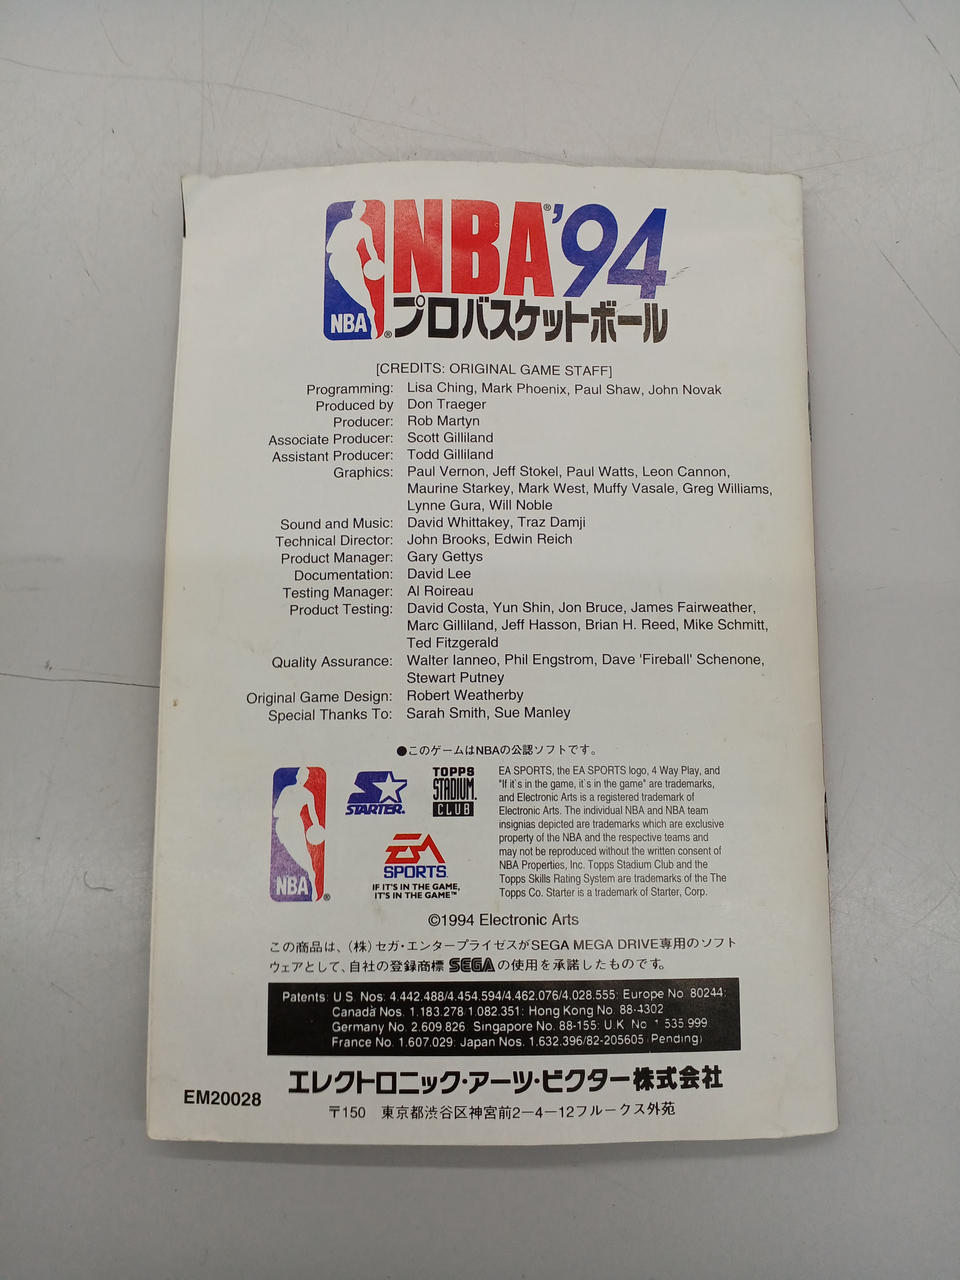 NBA'94
NBA
プロバスケットボール
[CREDITS: ORIGINAL GAME STAFF]
Programming: Lisa Ching, Mark Phoenix, Paul Shaw, John Novak
Produced by Don Traeger
Producer: Rob Martyn
Associate Producer: Scott Gilliland
Assistant Producer: Todd Gilliland
Graphics: Paul Vernon, Jeff Stokel, Paul Watts, Leon Cannon,
Maurine Starkey, Mark West, Muffy Vasale, Greg Williams,
Lynne Gura, Will Noble
Sound and Music: David Whittakey, Traz Damji
Technical Director: John Brooks, Edwin Reich
Product Manager: Gary Gettys
Documentation: David Lee
Testing Manager: Al Roireau
Product Testing: David Costa, Yun Shin, Jon Bruce, James Fairweather,
Marc Gilliland, Jeff Hasson, Brian H. Reed, Mike Schmitt,
Ted Fitzgerald
Quality Assurance: Walter Ianneo, Phil Engstrom, Dave 'Fireball' Schenone,
Stewart Putney
Original Game Design: Robert Weatherby
Special Thanks To: Sarah Smith, Sue Manley
●このゲームはNBAの公認ソフトです。
NBA
STARTER
TOPPS
STADIUM
CLUB
EA
SPORTS
IF IT'S IN THE GAME,
IT'S IN THE GAME™
EA SPORTS, the EA SPORTS logo, 4 Way Play, and
"If it's in the game, it's in the game" are trademarks,
and Electronic Arts is a registered trademark of
Electronic Arts. The individual NBA and NBA team
insignias depicted are trademarks which are exclusive
property of the NBA and the respective teams and
may not be reproduced without the written consent of
NBA Properties, Inc. Topps Stadium Club and the
Topps Skills Rating System are trademarks of the The
Topps Co. Starter is a trademark of Starter, Corp.
©1994 Electronic Arts
この商品は、(株)セガ・エンタープライゼスがSEGA MEGA DRIVE専用のソフト
ウェアとして、自社の登録商標 SEGA の使用を承諾したものです。
Patents: U.S. Nos. 4.442.488/4.454.594/4.462.076/4.028.555: Europe No. 80244:
Canada Nos. 1.183.278/1.082.351: Hong Kong No. 88-4302
Germany No. 2.609.826. Singapore No. 88-155: U.K. No. 1 535 999
France No. 1.607.029: Japan Nos. 1.632.396/82-205605 (Pending)
エレクトロニック・アーツ・ビクター株式会社
EM20028
〒150 東京都渋谷区神宮前2-4-12フルークス外苑